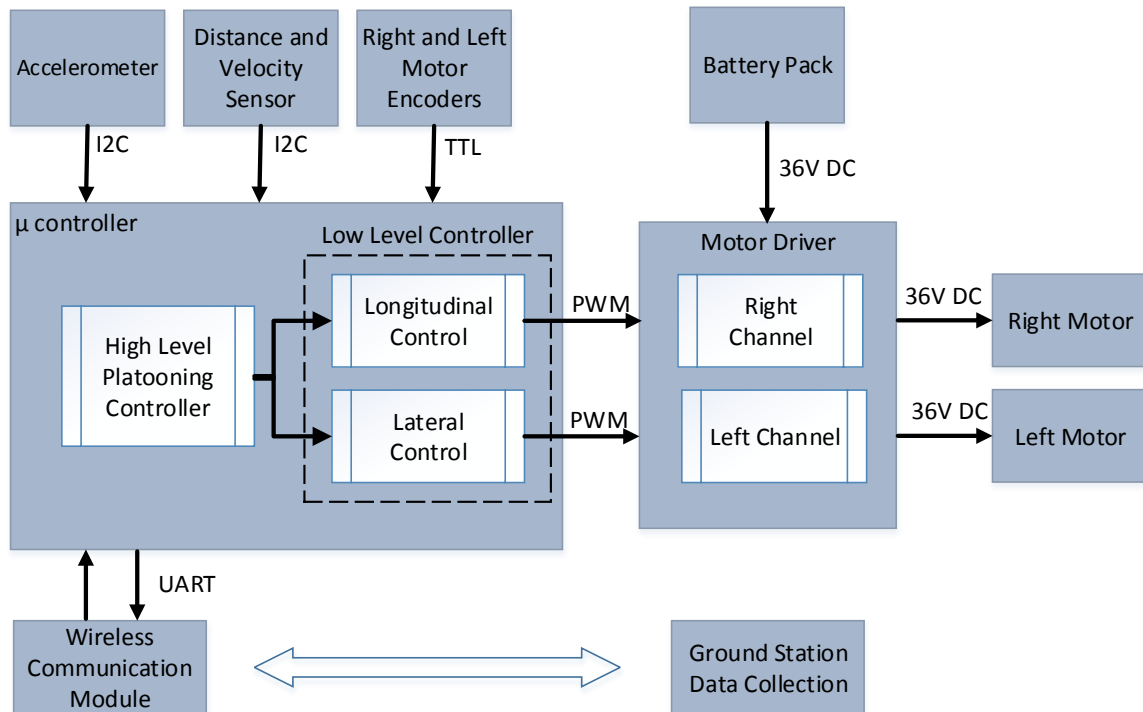 Accelerometer
Distance and
Velocity
Sensor
Right and Left
Motor
Encoders
Battery Pack
I2C
I2C
TTL
36V DC
µ controller
Low Level Controller
Motor Driver
High Level
Platooning
Controller
Longitudinal
Control
PWM
Right
Channel
36V DC
Right Motor
Lateral
Control
PWM
Left Channel
36V DC
Left Motor
UART
Wireless
Communication
Module
Ground Station
Data Collection